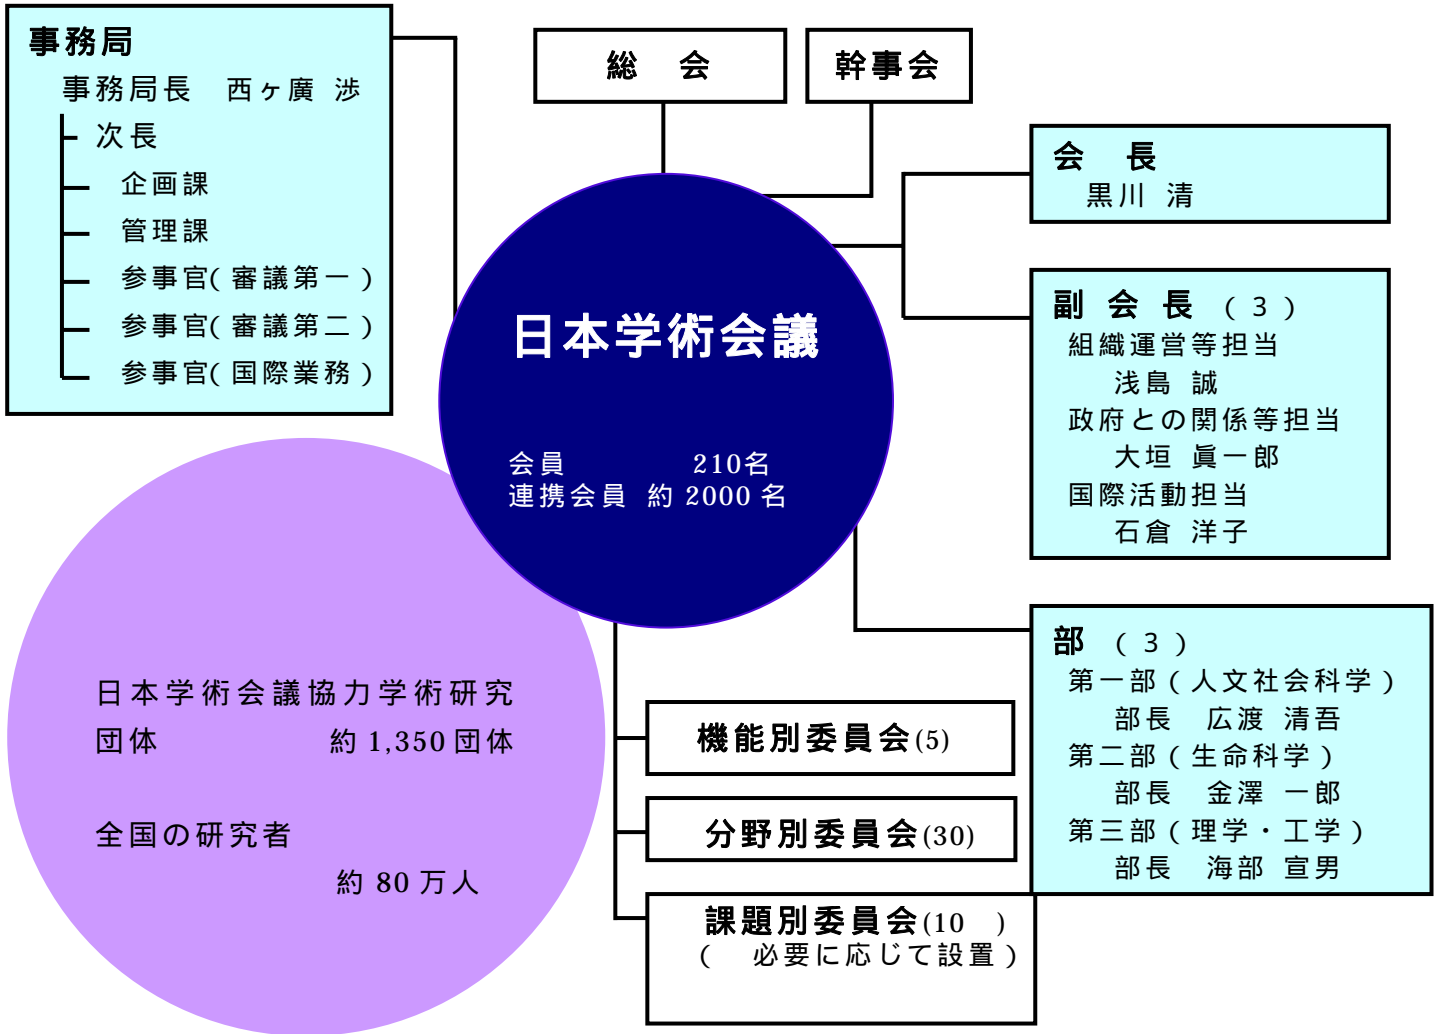 事務局
事務局長 西ヶ廣 渉
次長
企画課
管理課
参事官(審議第一)
参事官(審議第二)
参事官(国際業務)
総 会
幹事会
会 長
黒川 清
副 会 長 (3)
組織運営等担当
浅島 誠
政府との関係等担当
大垣 眞一郎
国際活動担当
石倉 洋子
日本学術会議
会員 210名
連携会員 約 2000 名
部 (3)
第一部(人文社会科学)
部長 広渡 清吾
第二部(生命科学)
部長 金澤 一郎
第三部(理学・工学)
部長 海部 宣男
日本学術会議協力学術研究
団体 約 1,350 団体
全国の研究者
約 80 万人
機能別委員会(5)
分野別委員会(30)
課題別委員会(10 )
( 必要に応じて設置)